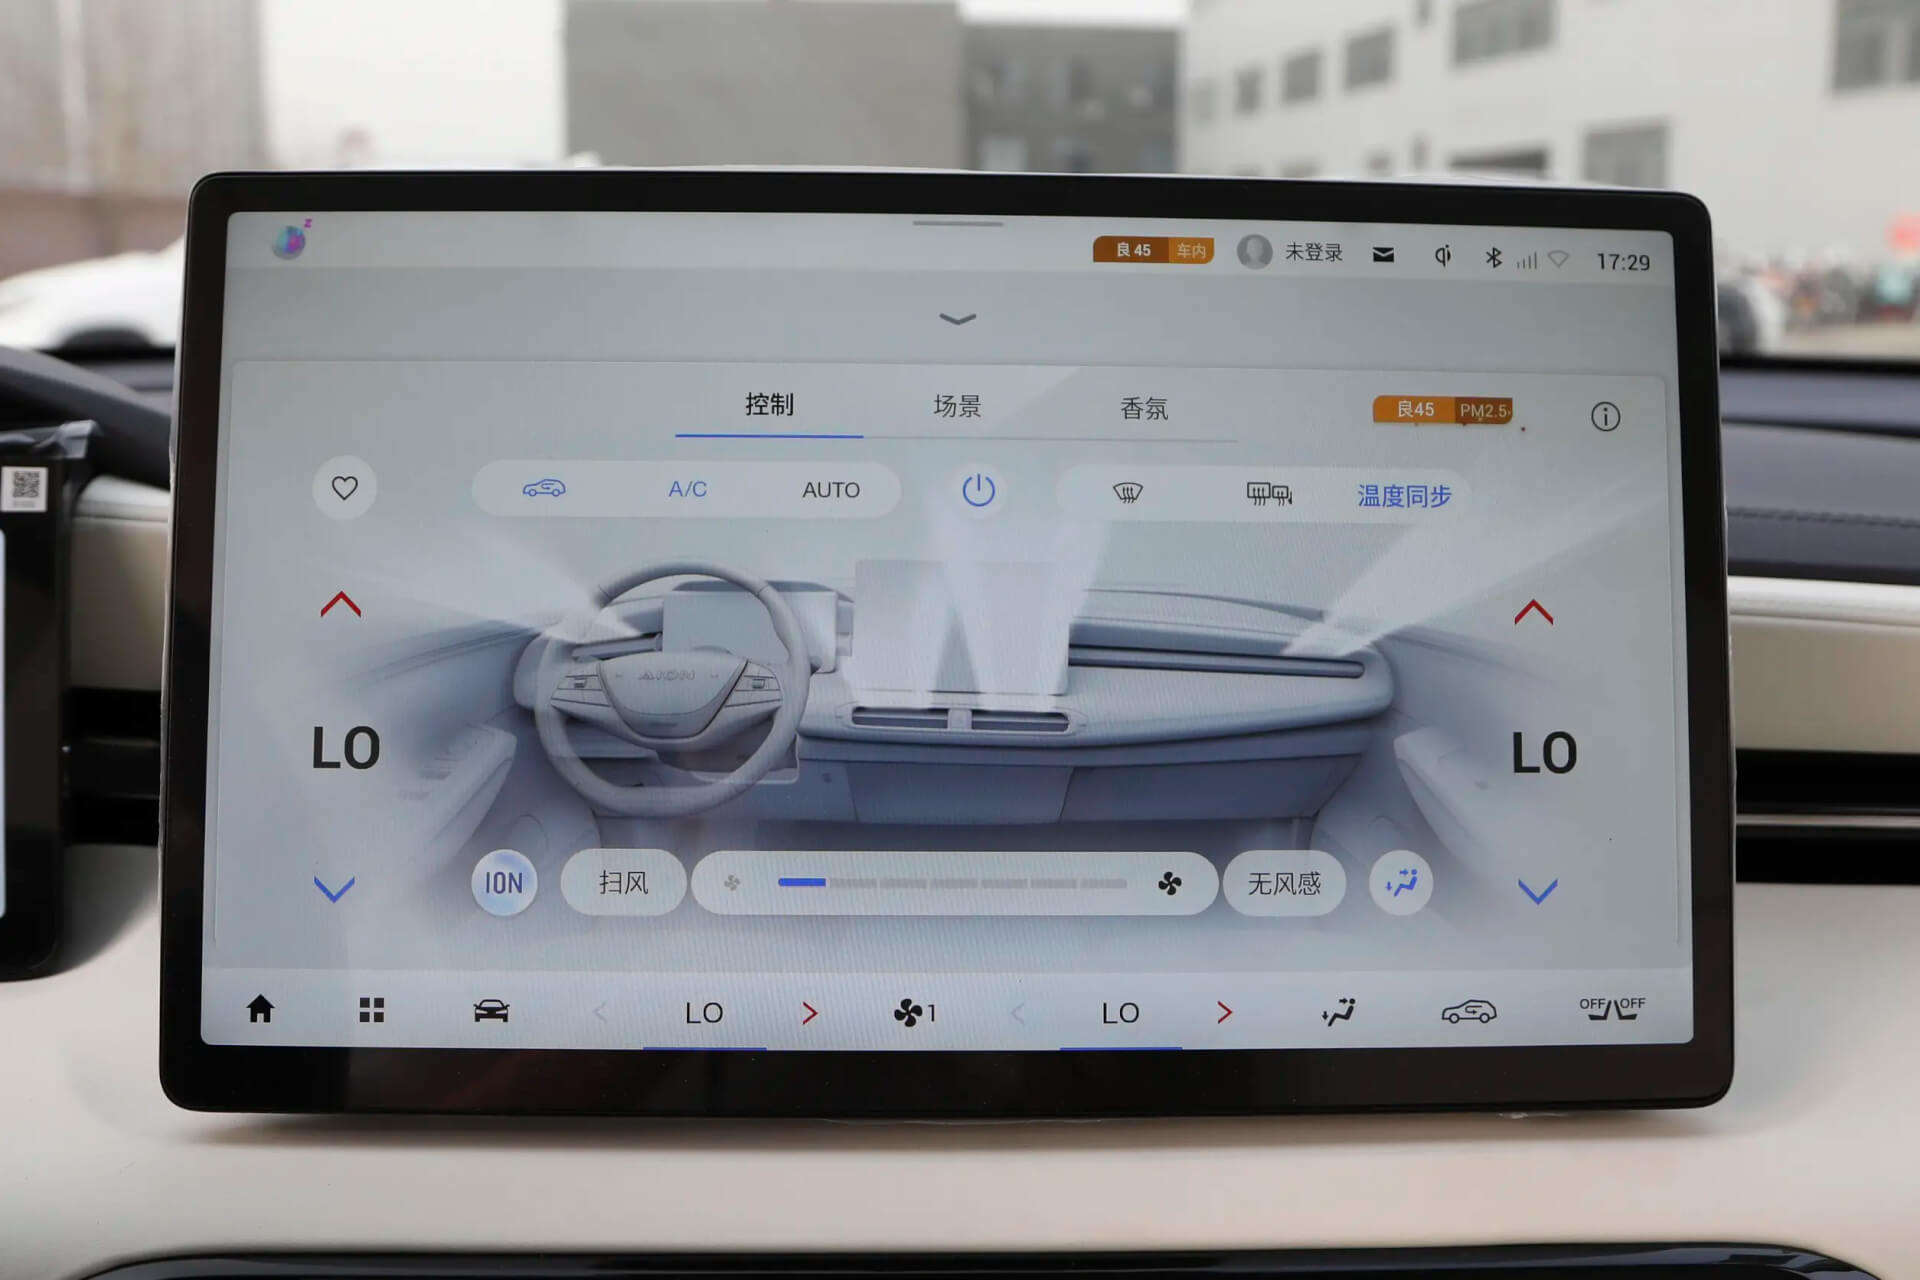 z
良 45 车内 未登录 17:29
控制 场景 香氛 良45 PM2.5
A/C AUTO 温度同步
AION
LO LO
ION 扫风 无风感
LO 1 LO OFF OFF